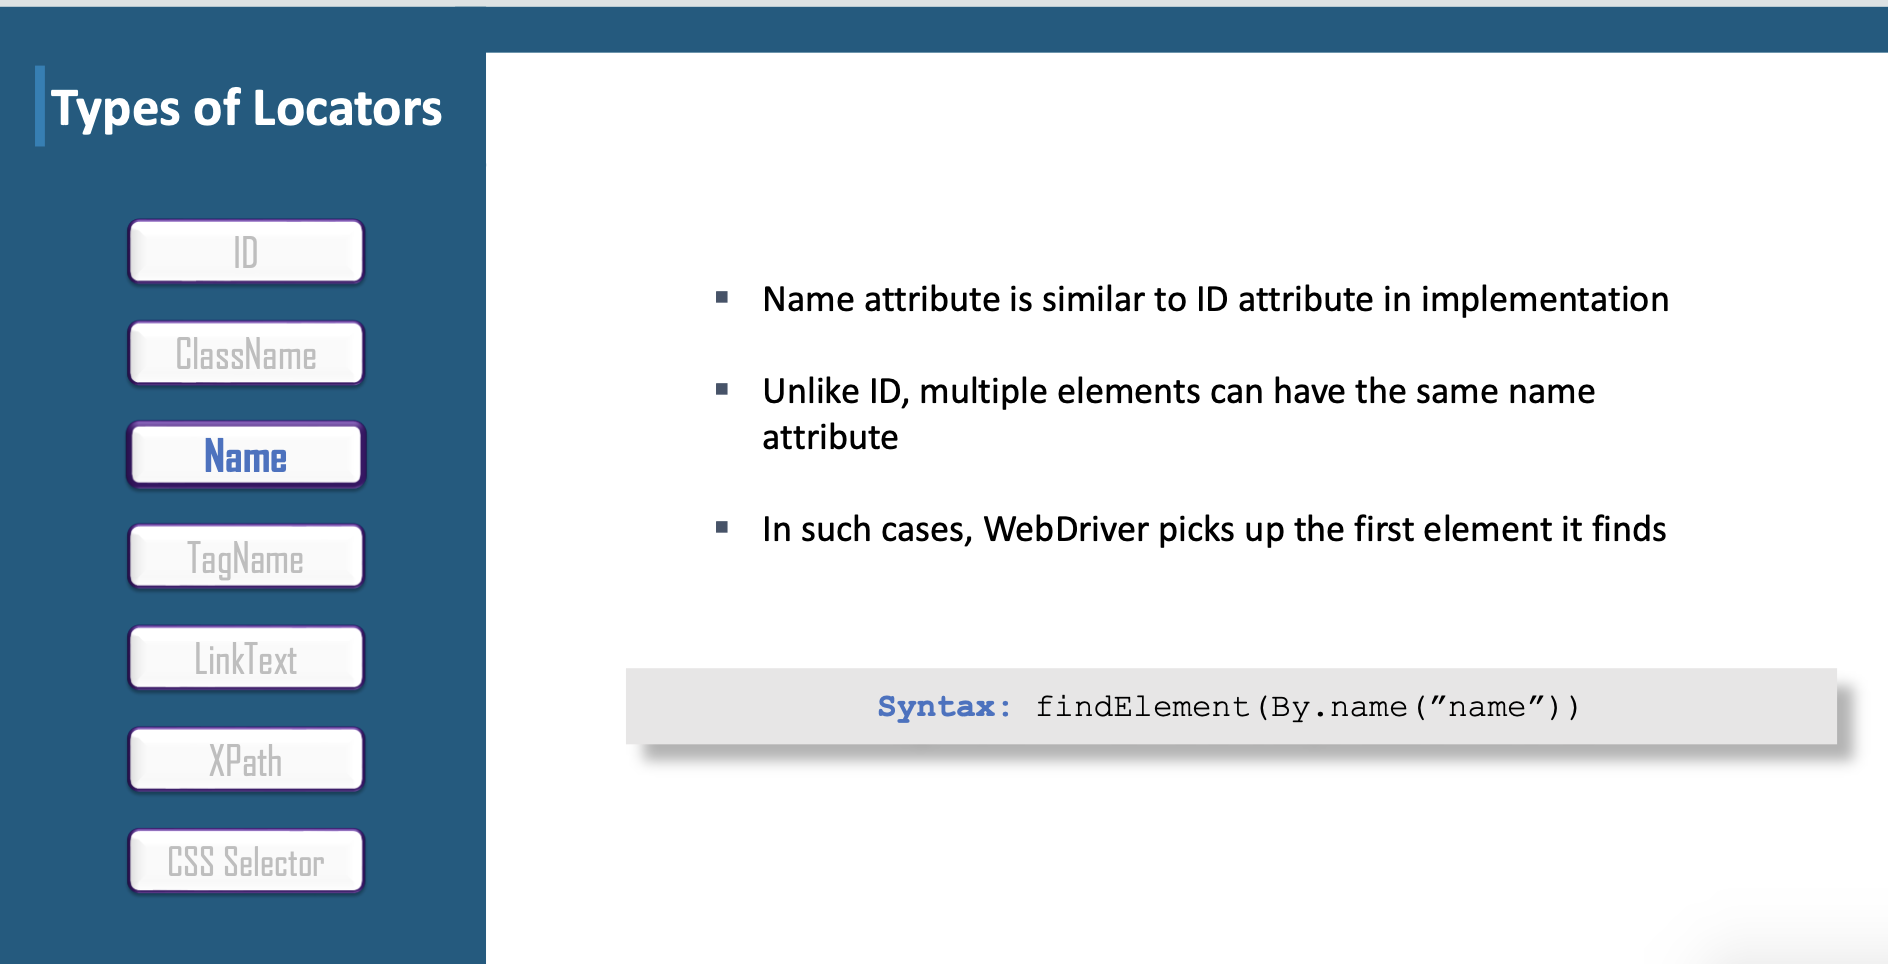 Types of Locators
ID
ClassName
Name
TagName
LinkText
XPath
CSS Selector
▪ Name attribute is similar to ID attribute in implementation
▪ Unlike ID, multiple elements can have the same name
attribute
▪ In such cases, WebDriver picks up the first element it finds
Syntax: findElement(By.name(”name”))